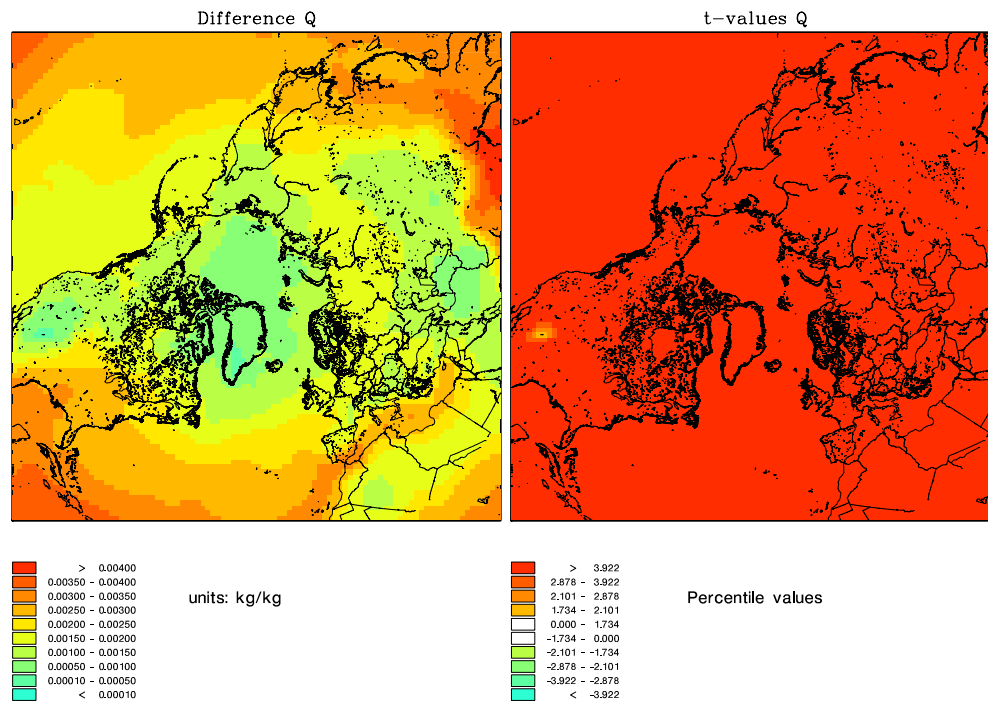 Difference Q
t-values Q
> 0.00400
0.00350 - 0.00400
0.00300 - 0.00350
0.00250 - 0.00300
0.00200 - 0.00250
0.00150 - 0.00200
0.00100 - 0.00150
0.00050 - 0.00100
0.00010 - 0.00050
< 0.00010
units: kg/kg
> 3.922
2.878 - 3.922
2.101 - 2.878
1.734 - 2.101
0.000 - 1.734
-1.734 - 0.000
-2.101 - -1.734
-2.878 - -2.101
-3.922 - -2.878
< -3.922
Percentile values